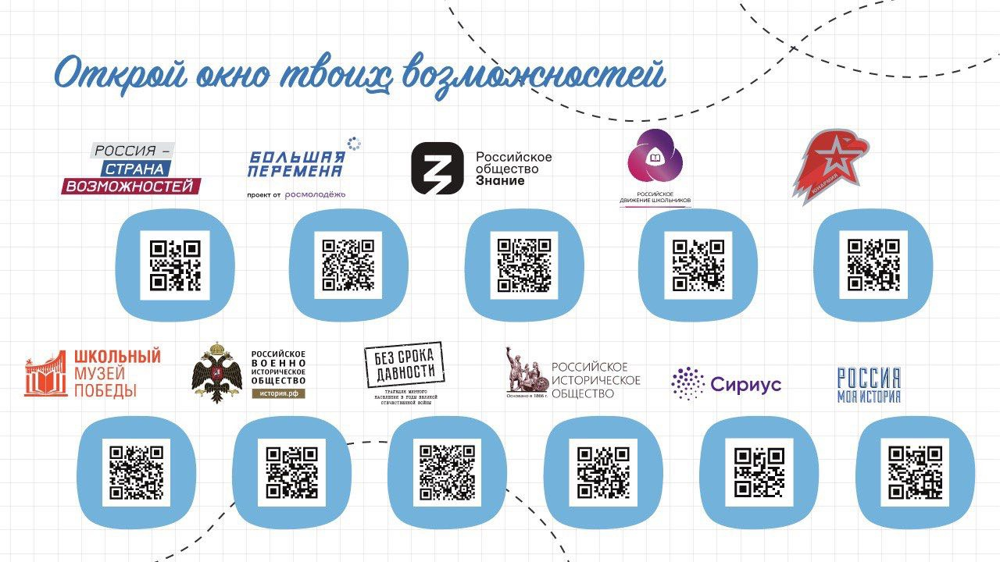 Открой окно твоих возможностей
РОССИЯ –
СТРАНА
ВОЗМОЖНОСТЕЙ
БОЛЬШАЯ
ПЕРЕМЕНА
проект от росмолодёжь
Российское
общество
Знание
РОССИЙСКОЕ
ДВИЖЕНИЕ ШКОЛЬНИКОВ
ЮНАРМИЯ
ШКОЛЬНЫЙ
МУЗЕЙ
ПОБЕДЫ
РОССИЙСКОЕ
ВОЕННО
ИСТОРИЧЕСКОЕ
ОБЩЕСТВО
история.рф
БЕЗ СРОКА
ДАВНОСТИ
ТРАГЕДИЯ МИРНОГО
НАСЕЛЕНИЯ В ГОДЫ ВЕЛИКОЙ
ОТЕЧЕСТВЕННОЙ ВОЙНЫ
РОССИЙСКОЕ
ИСТОРИЧЕСКОЕ
ОБЩЕСТВО
Основано в 1866 г.
Сириус
РОССИЯ
МОЯ ИСТОРИЯ